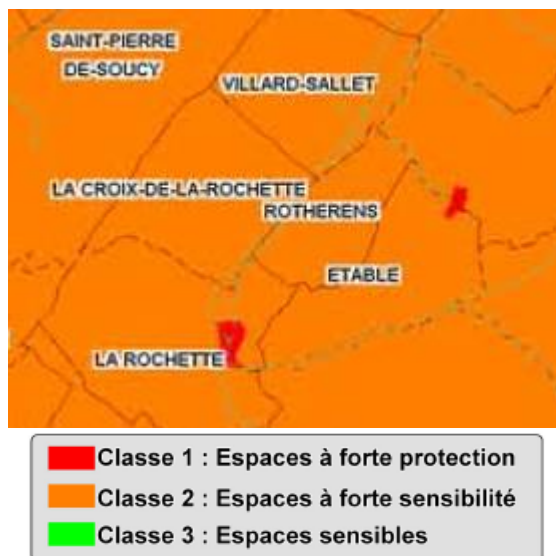 SAINT-PIERRE
DE-SOUCY
VILLARD-SALLET
LA CROIX-DE-LA-ROCHETTE
ROTHERENS
ETABLE
LA ROCHETTE
Classe 1 : Espaces à forte protection
Classe 2 : Espaces à forte sensibilité
Classe 3 : Espaces sensibles